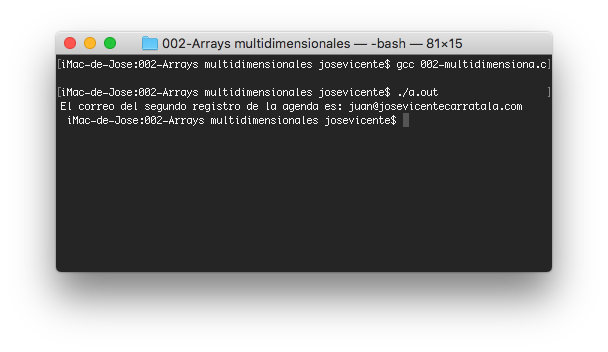 002-Arrays multidimensionales — -bash — 81×15
[iMac-de-Jose:002-Arrays multidimensionales josevicente$ gcc 002-multidimensiona.c]
[iMac-de-Jose:002-Arrays multidimensionales josevicente$ ./a.out ]
El correo del segundo registro de la agenda es: juan@josevicentecarratala.com
iMac-de-Jose:002-Arrays multidimensionales josevicente$